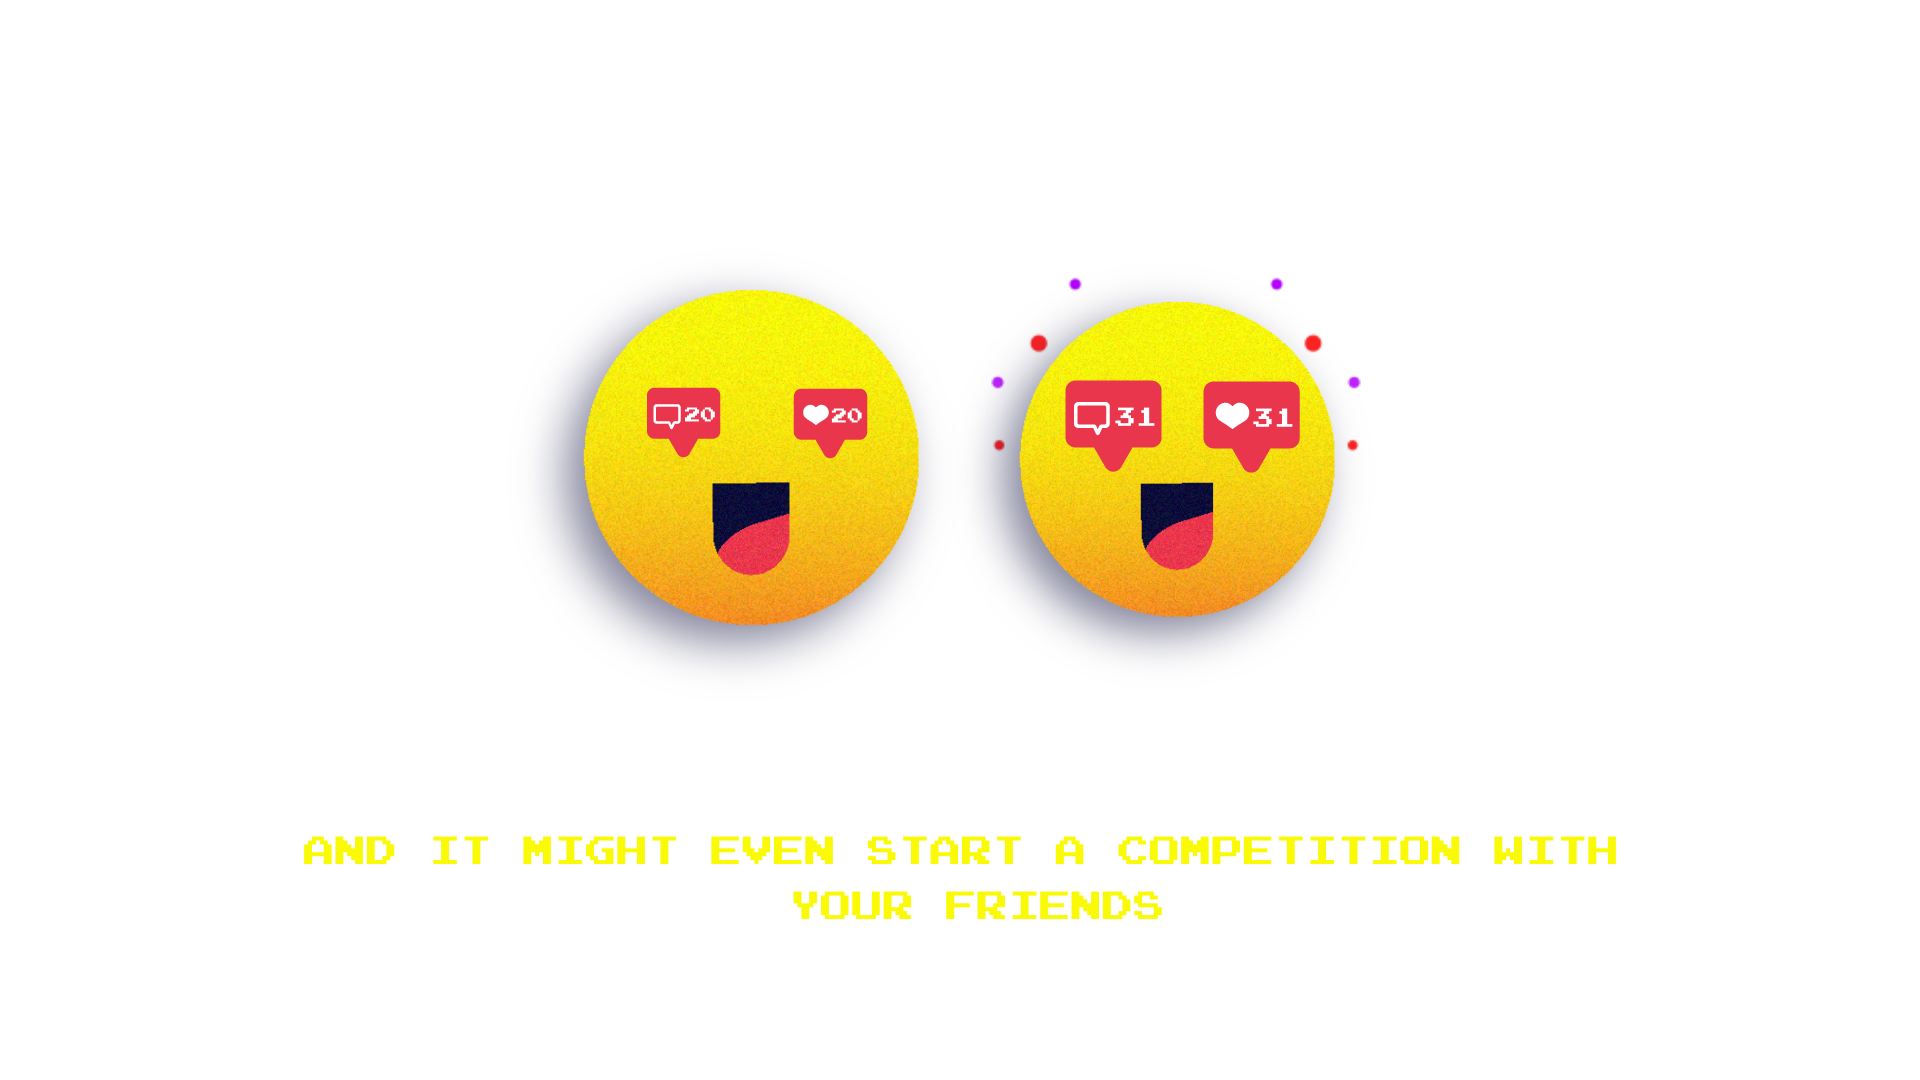 20 20 31 31
AND IT MIGHT EVEN START A COMPETITION WITH
YOUR FRIENDS